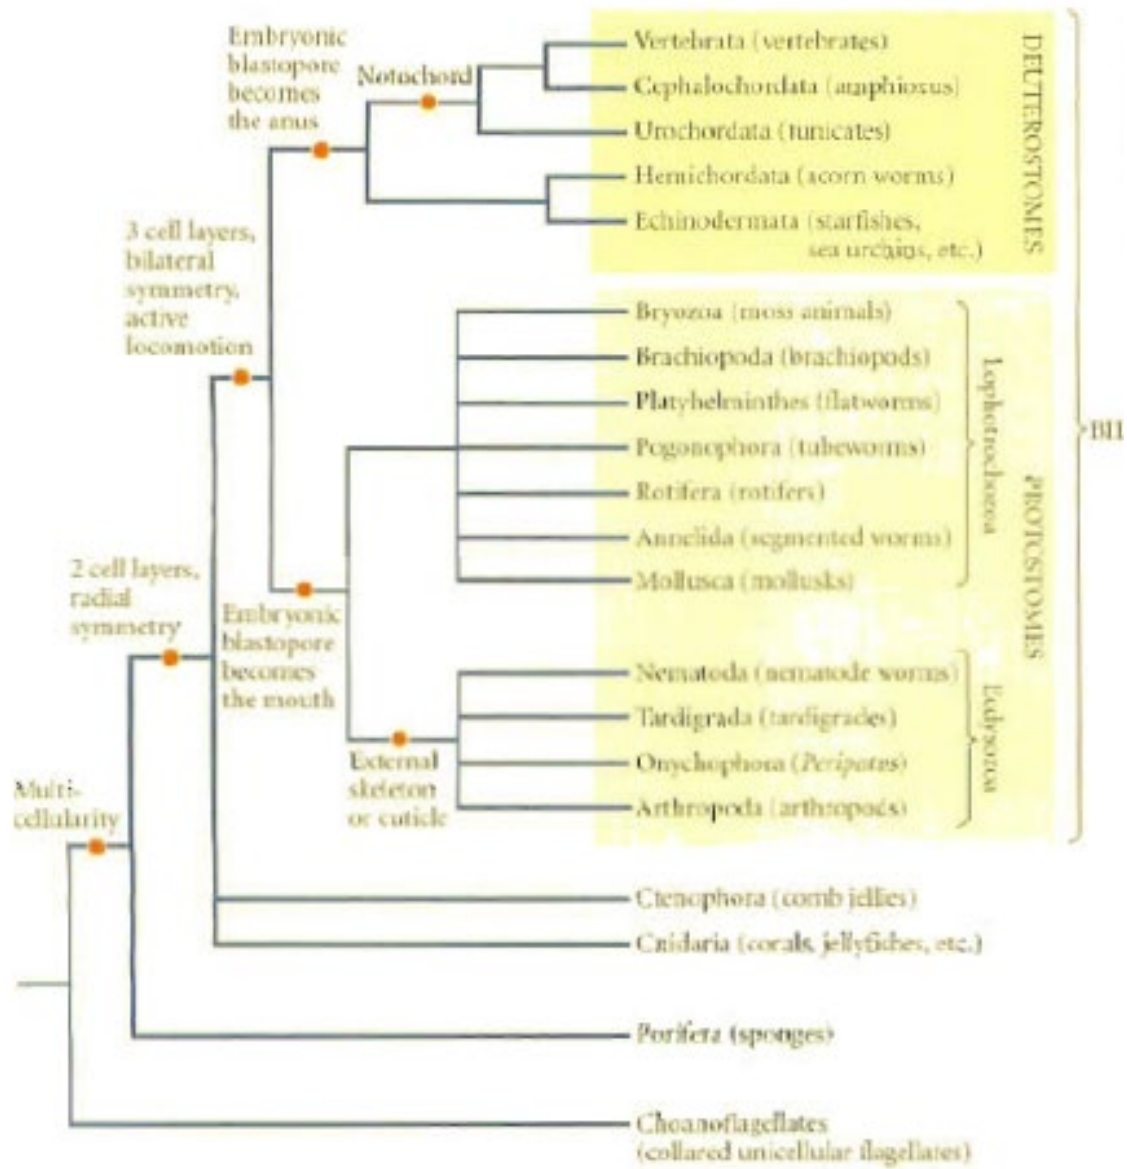 Embryonic
blastopore
becomes
the anus
Notochord
Vertebrata (vertebrates)
Cephalochordata (amphioxus)
Urochordata (tunicates)
Hemichordata (acorn worms)
Echinodermata (starfishes,
sea urchins, etc.)
DEUTEROSTOMES
3 cell layers,
bilateral
symmetry,
active
locomotion
Bryozoa (moss animals)
Brachiopoda (brachiopods)
Platyhelminthes (flatworms)
Pogonophora (tubeworms)
Rotifera (rotifers)
Annelida (segmented worms)
Mollusca (mollusks)
Lophotrochozoa
PROTOSTOMES
2 cell layers,
radial
symmetry
Embryonic
blastopore
becomes
the mouth
Nematoda (nematode worms)
Tardigrada (tardigrades)
Onychophora (Peripatus)
Arthropoda (arthropods)
Ecdysozoa
External
skeleton
or cuticle
Multi-
cellularity
Ctenophora (comb jellies)
Cnidaria (corals, jellyfishes, etc.)
Porifera (sponges)
Choanoflagellates
(collared unicellular flagellates)